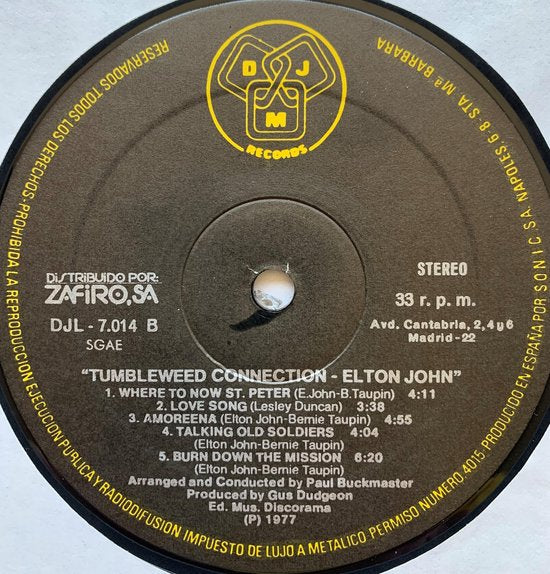 D J
M
RECORDS
RESERVADOS TODOS LOS DERECHOS-PROHIBIDA LA REPRODUCCION EJECUCION PUBLICA Y RADIODIFUSION IMPUESTO DE LUJO A METALICO-PERMISO NUMERO.4015.PRODUCIDO EN ESPAÑA POR SONIC S.A. NAPOLES, 6-8-STA. Mª BARBARA
DISTRIBUIDO POR:
ZAFIRO,SA
DJL - 7.014 B
SGAE
STEREO
33 r. p. m.
Avd. Cantabria, 2,4y6
Madrid-22
"TUMBLEWEED CONNECTION - ELTON JOHN"
1. WHERE TO NOW ST. PETER (E.John-B.Taupin) 4:11
2. LOVE SONG (Lesley Duncan) 3:38
3. AMOREENA (Elton John-Bernie Taupin) 4:55
4. TALKING OLD SOLDIERS 4:04
(Elton John-Bernie Taupin)
5. BURN DOWN THE MISSION 6:20
(Elton John-Bernie Taupin)
Arranged and Conducted by Paul Buckmaster
Produced by Gus Dudgeon
Ed. Mus. Discorama
(P) 1977